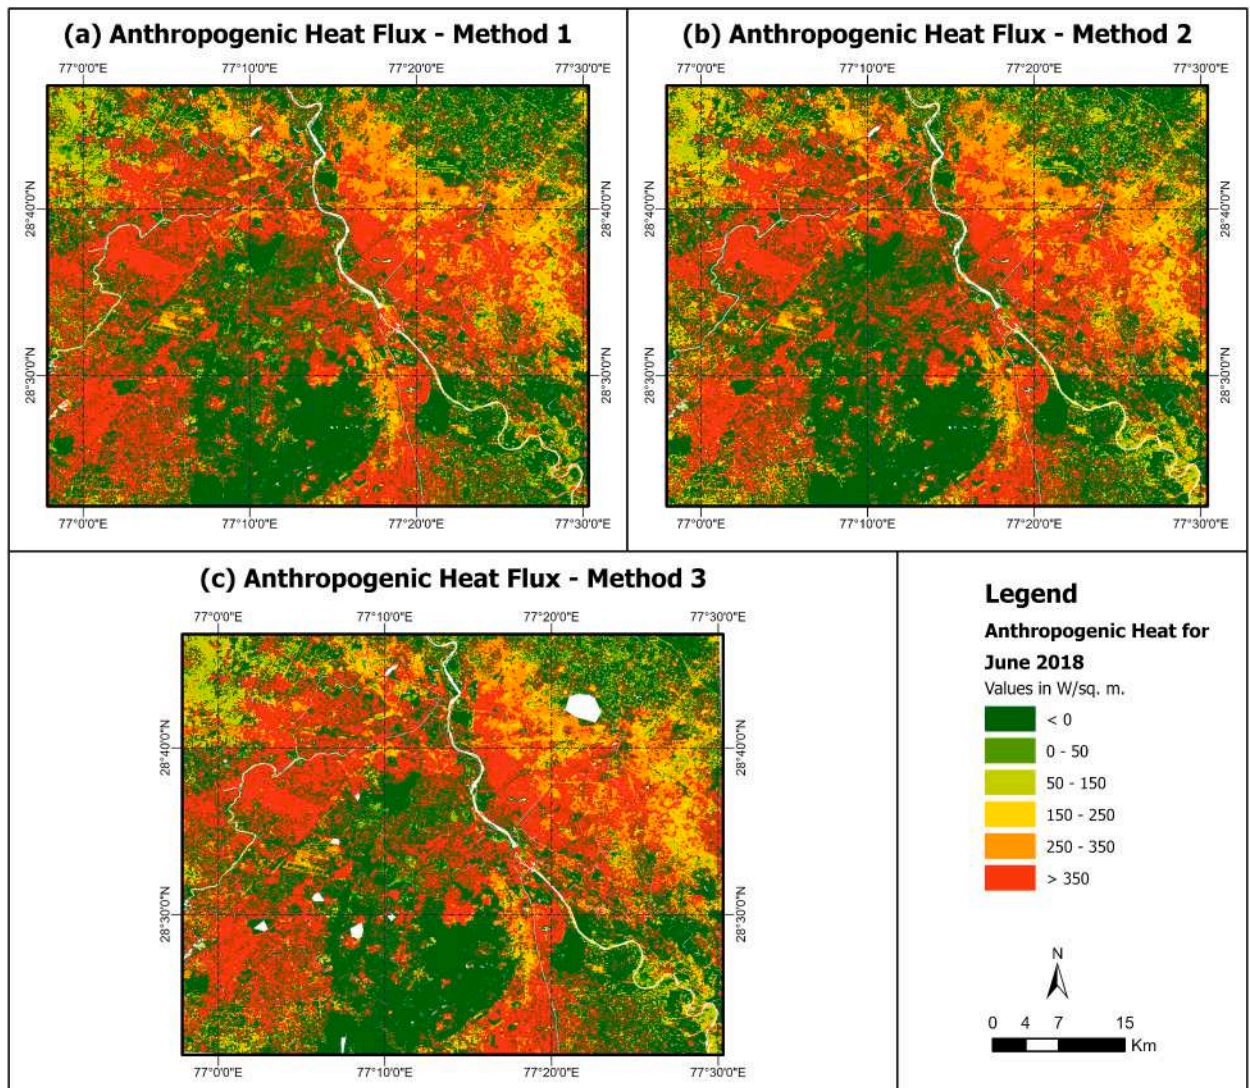 (a) Anthropogenic Heat Flux - Method 1
77°0'0"E 77°10'0"E 77°20'0"E 77°30'0"E
28°40'0"N 28°40'0"N
28°30'0"N 28°30'0"N
77°0'0"E 77°10'0"E 77°20'0"E 77°30'0"E
(b) Anthropogenic Heat Flux - Method 2
77°0'0"E 77°10'0"E 77°20'0"E 77°30'0"E
28°40'0"N 28°40'0"N
28°30'0"N 28°30'0"N
77°0'0"E 77°10'0"E 77°20'0"E 77°30'0"E
(c) Anthropogenic Heat Flux - Method 3
77°0'0"E 77°10'0"E 77°20'0"E 77°30'0"E
28°40'0"N 28°40'0"N
28°30'0"N 28°30'0"N
77°0'0"E 77°10'0"E 77°20'0"E 77°30'0"E
Legend
Anthropogenic Heat for
June 2018
Values in W/sq. m.
< 0
0 - 50
50 - 150
150 - 250
250 - 350
> 350
N
0 4 7 15
Km